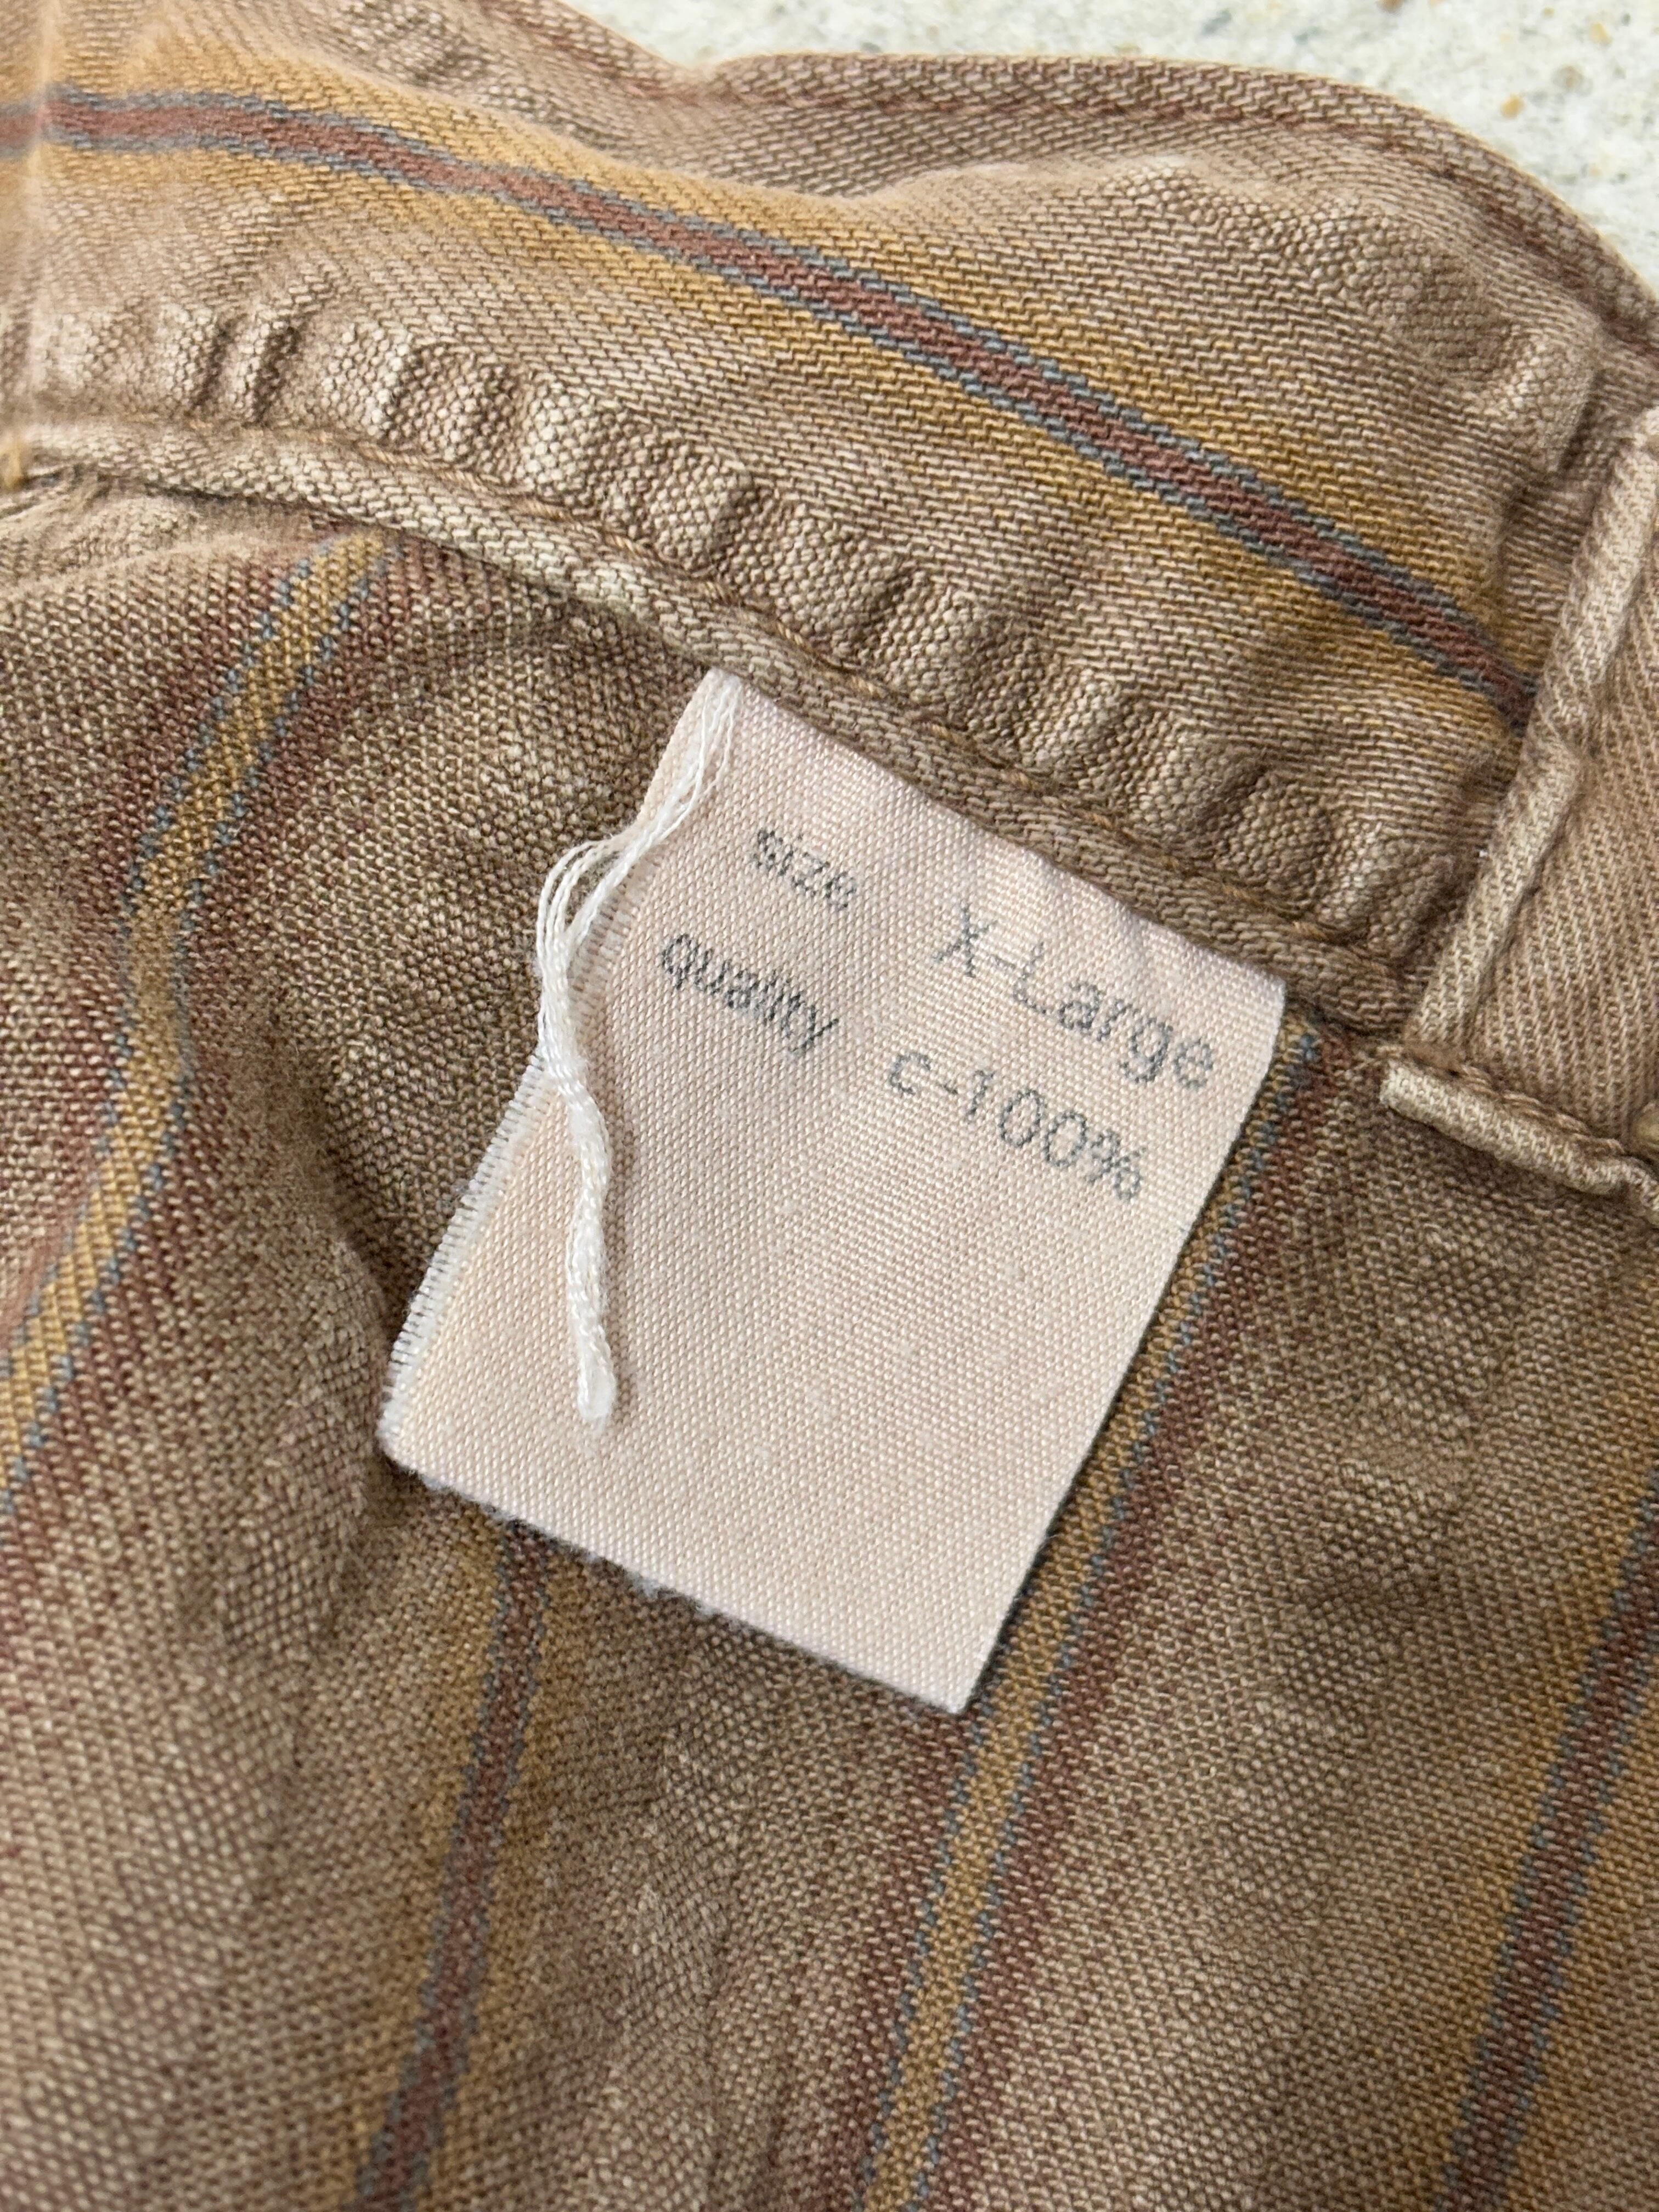 size X-Large
quality c-100%